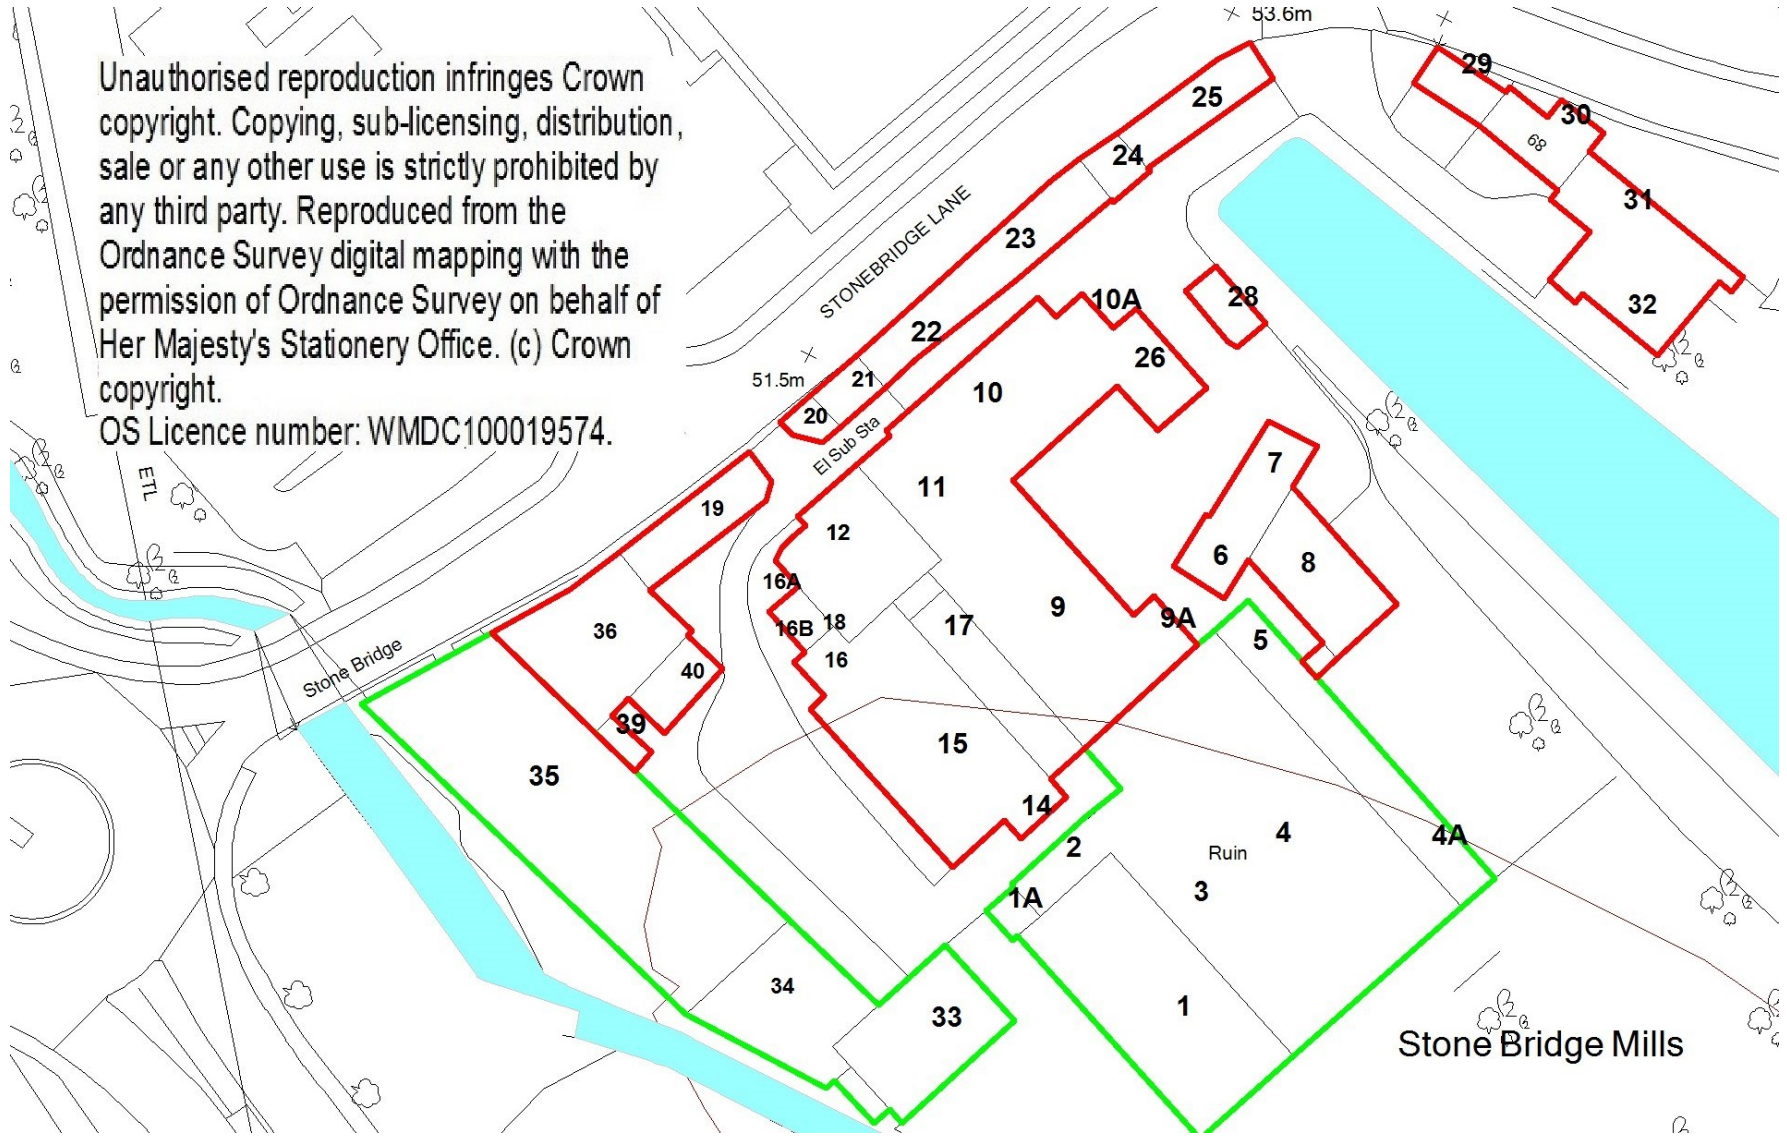 53.6m
Unauthorised reproduction infringes Crown
copyright. Copying, sub-licensing, distribution,
sale or any other use is strictly prohibited by
any third party. Reproduced from the
Ordnance Survey digital mapping with the
permission of Ordnance Survey on behalf of
Her Majesty's Stationery Office. (c) Crown
copyright.
OS Licence number: WMDC100019574.
29
25
30
68
24
31
STONEBRIDGE LANE
23
28
10A
32
22
26
51.5m
21
10
20
El Sub Sta
7
ETL
11
19
12
6
8
16A
9
9A
36
16B
18
17
5
16
Stone Bridge
40
39
15
35
14
4
4A
2
Ruin
3
1A
34
1
33
Stone Bridge Mills